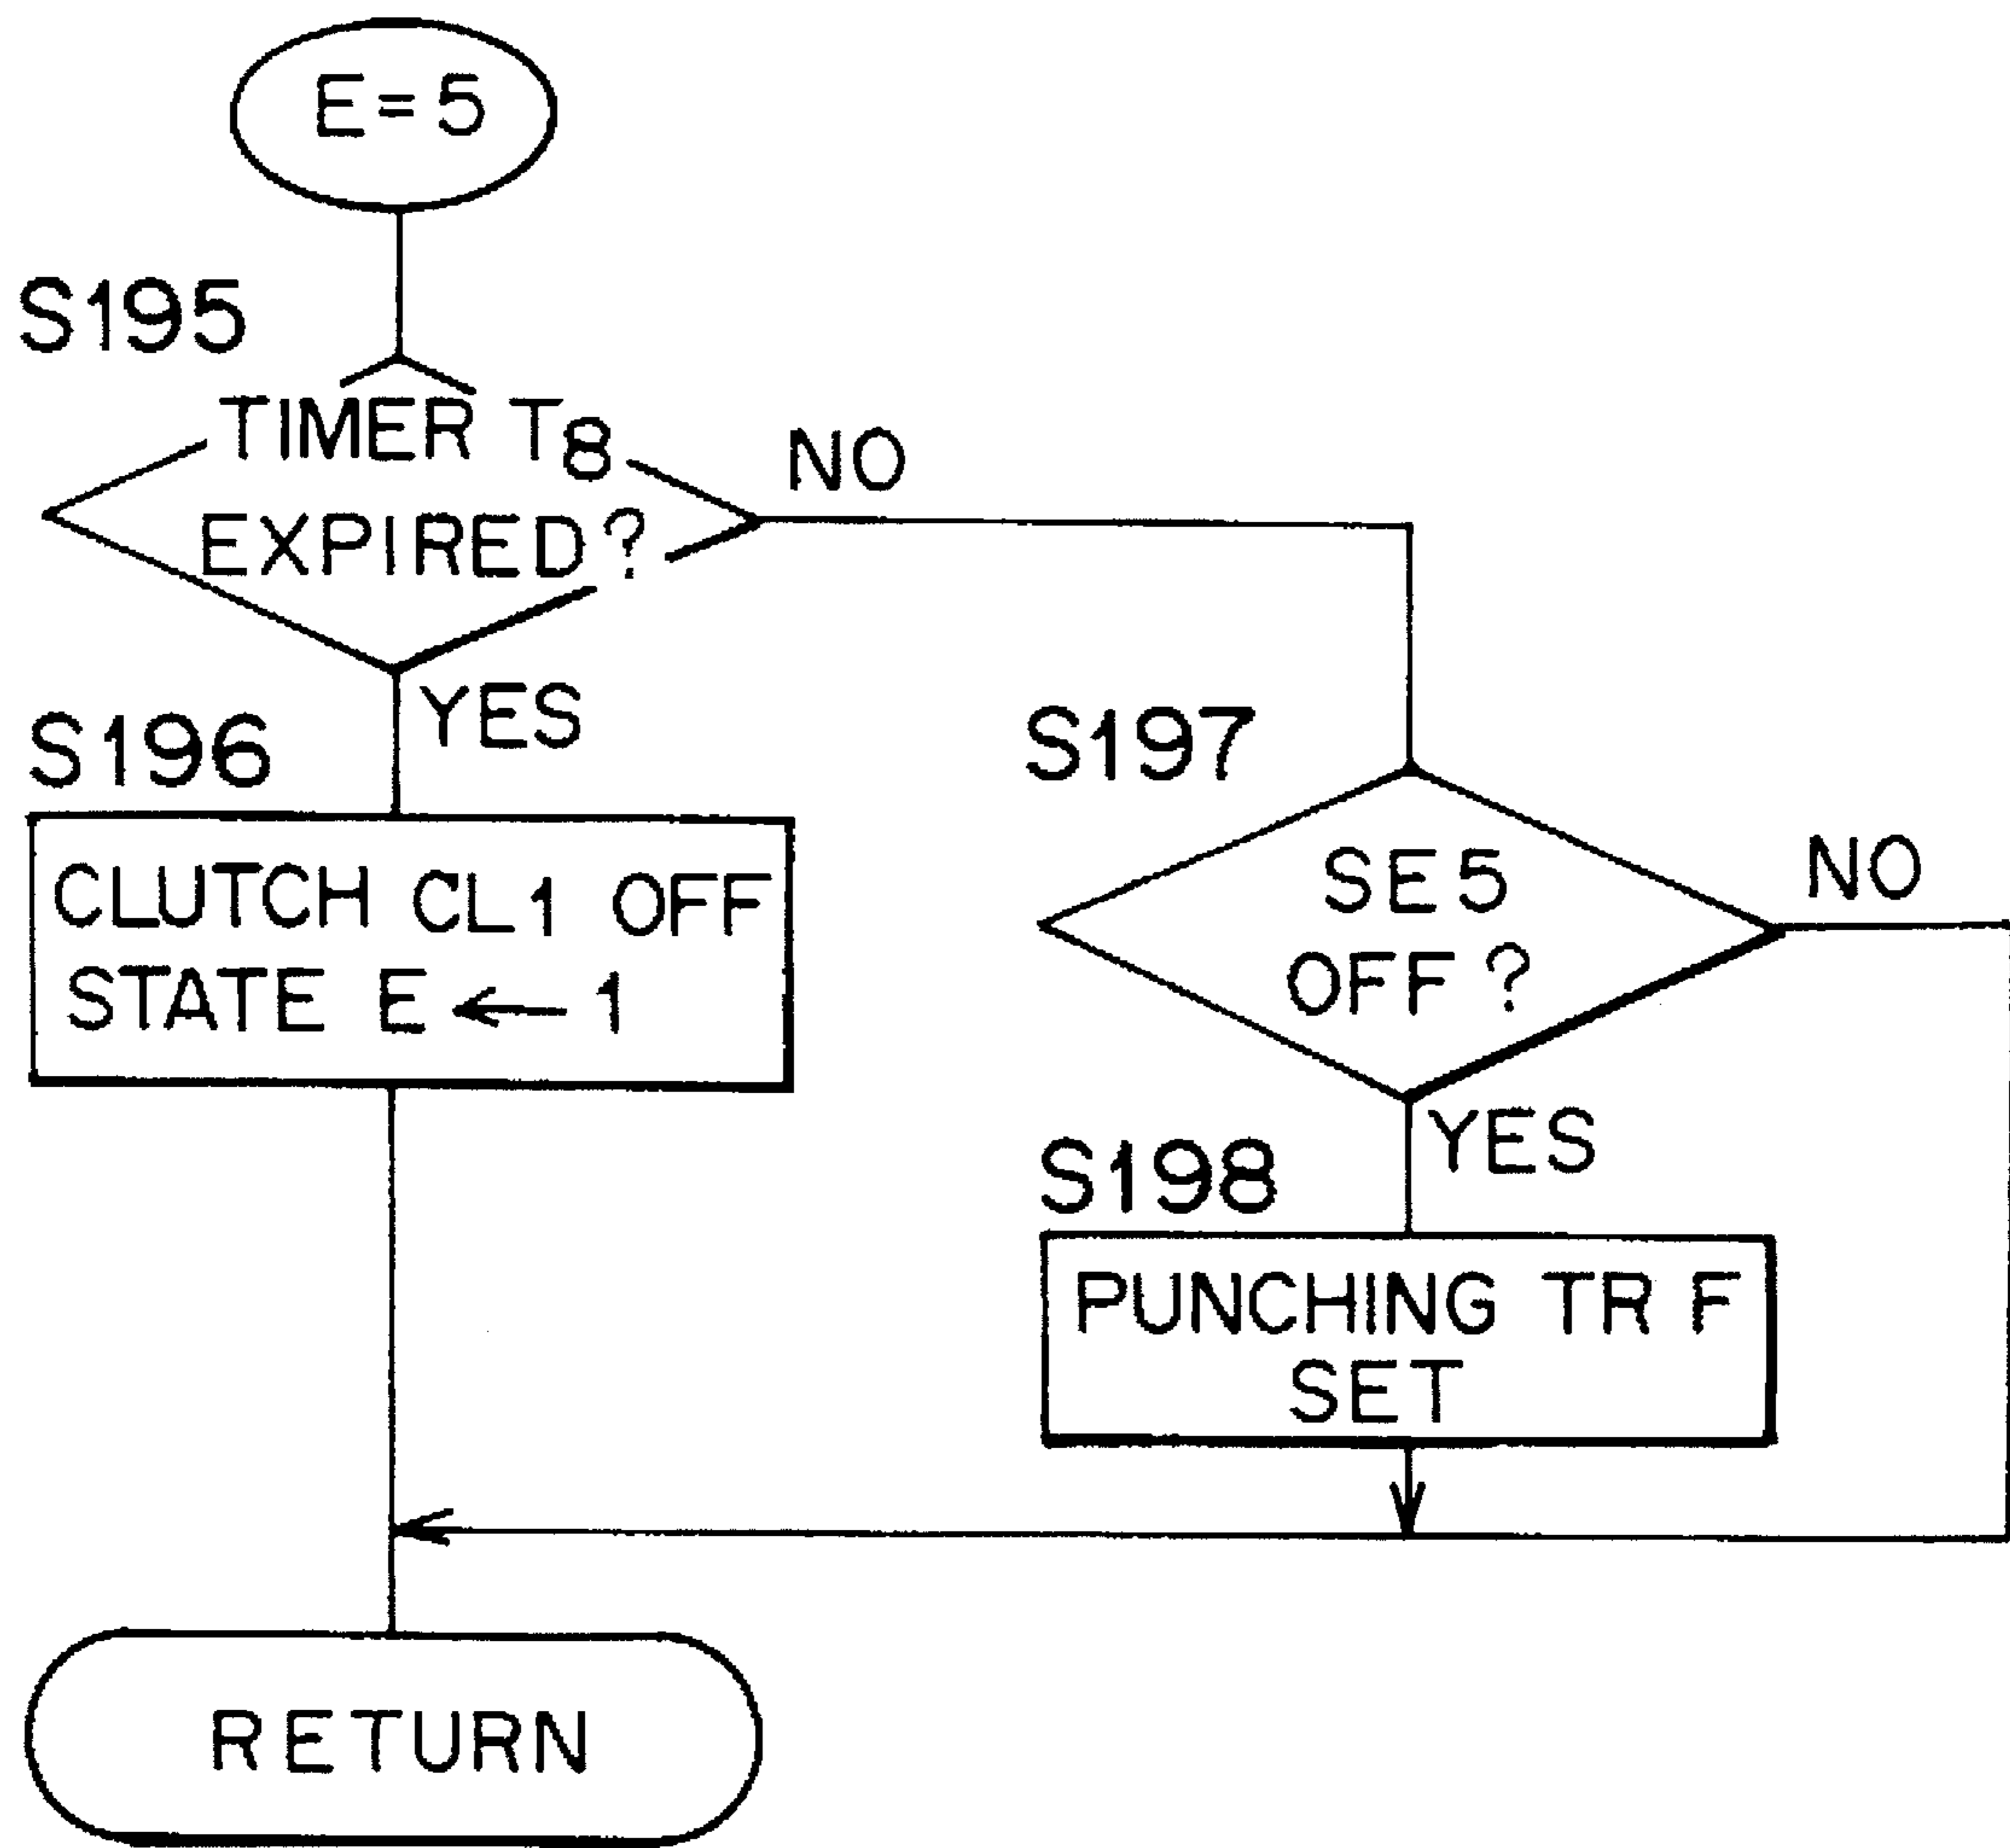 E=5
S195
TIMER T8
EXPIRED?
NO
YES
S196
CLUTCH CL1 OFF
STATE E ← 1
S197
SE5
OFF?
NO
YES
S198
PUNCHING TR F
SET
RETURN